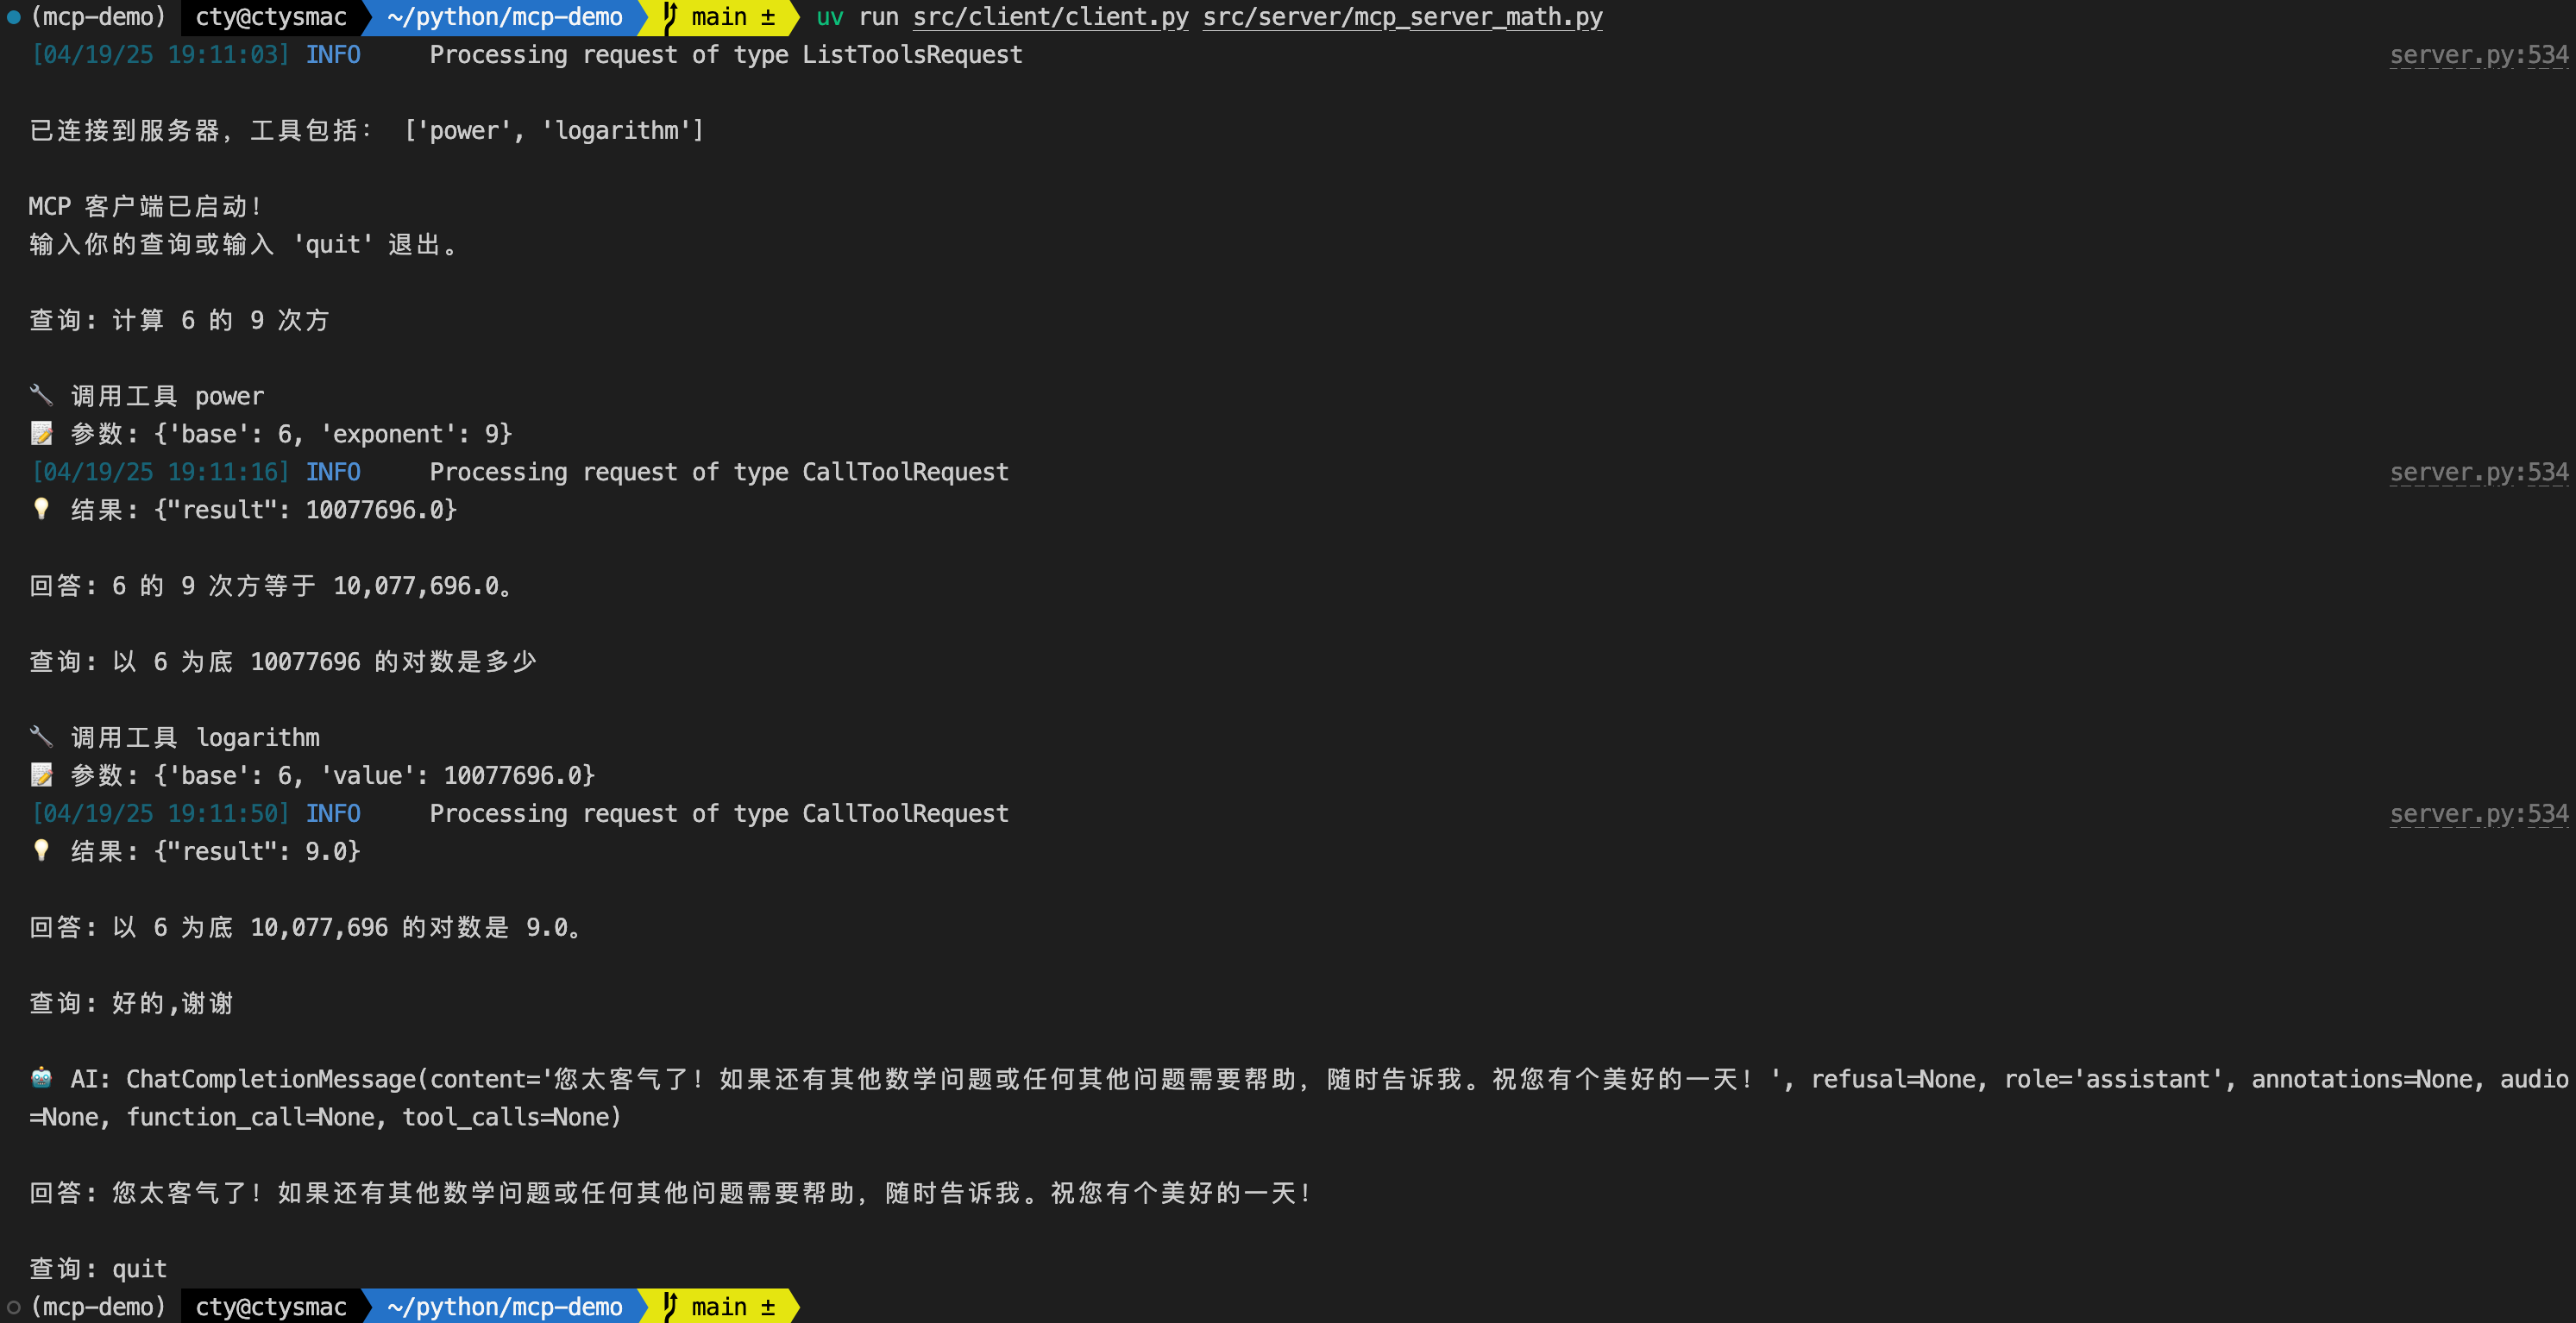 (mcp-demo) cty@ctysmac ~/python/mcp-demo main ± uv run src/client/client.py src/server/mcp_server_math.py
[04/19/25 19:11:03] INFO Processing request of type ListToolsRequest server.py:534
已连接到服务器，工具包括： ['power', 'logarithm']
MCP 客户端已启动！
输入你的查询或输入 'quit' 退出。
查询: 计算 6 的 9 次方
🔧 调用工具 power
📝 参数: {'base': 6, 'exponent': 9}
[04/19/25 19:11:16] INFO Processing request of type CallToolRequest server.py:534
💡 结果: {"result": 10077696.0}
回答: 6 的 9 次方等于 10,077,696.0。
查询: 以 6 为底 10077696 的对数是多少
🔧 调用工具 logarithm
📝 参数: {'base': 6, 'value': 10077696.0}
[04/19/25 19:11:50] INFO Processing request of type CallToolRequest server.py:534
💡 结果: {"result": 9.0}
回答: 以 6 为底 10,077,696 的对数是 9.0。
查询: 好的,谢谢
🤖 AI: ChatCompletionMessage(content='您太客气了！如果还有其他数学问题或任何其他问题需要帮助，随时告诉我。祝您有个美好的一天！', refusal=None, role='assistant', annotations=None, audio
=None, function_call=None, tool_calls=None)
回答: 您太客气了！如果还有其他数学问题或任何其他问题需要帮助，随时告诉我。祝您有个美好的一天！
查询: quit
(mcp-demo) cty@ctysmac ~/python/mcp-demo main ±